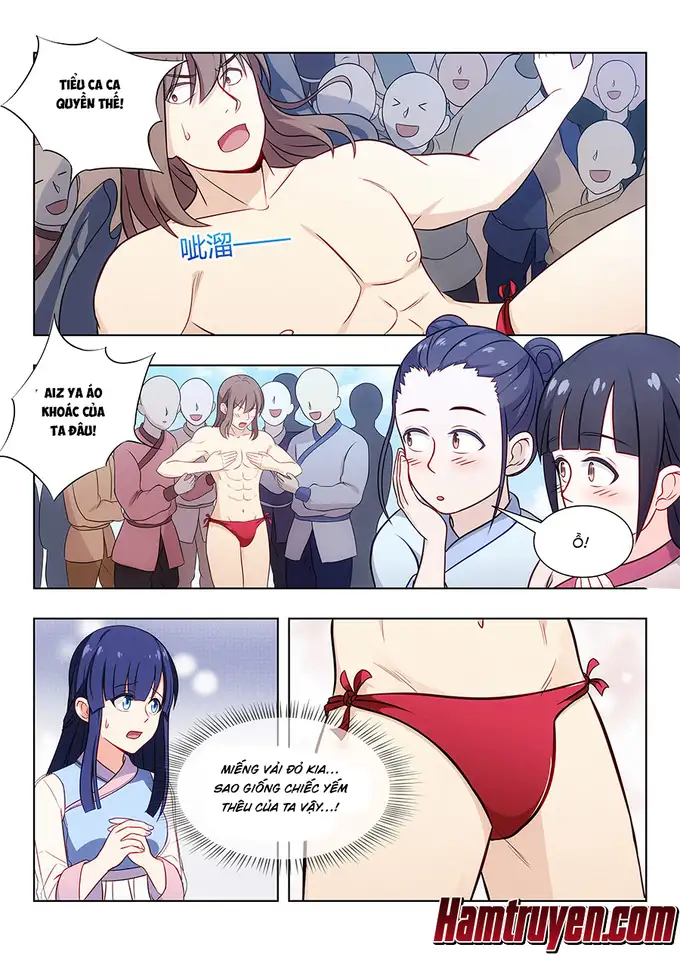 TIỂU CA CA
QUYỀN THẾ!
呲溜——
AIZ YA ÁO
KHOÁC CỦA
TA ĐÂU!
Ồ!
MIẾNG VẢI ĐỎ KIA...
SAO GIỐNG CHIẾC YẾM
THÊU CỦA TA VẬY...!
Hamtruyen.com